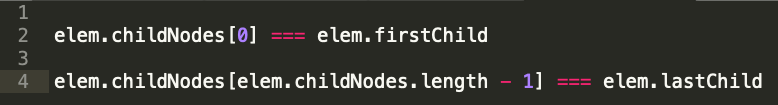 1
2 elem.childNodes[0] === elem.firstChild
3
4 elem.childNodes[elem.childNodes.length - 1] === elem.lastChild